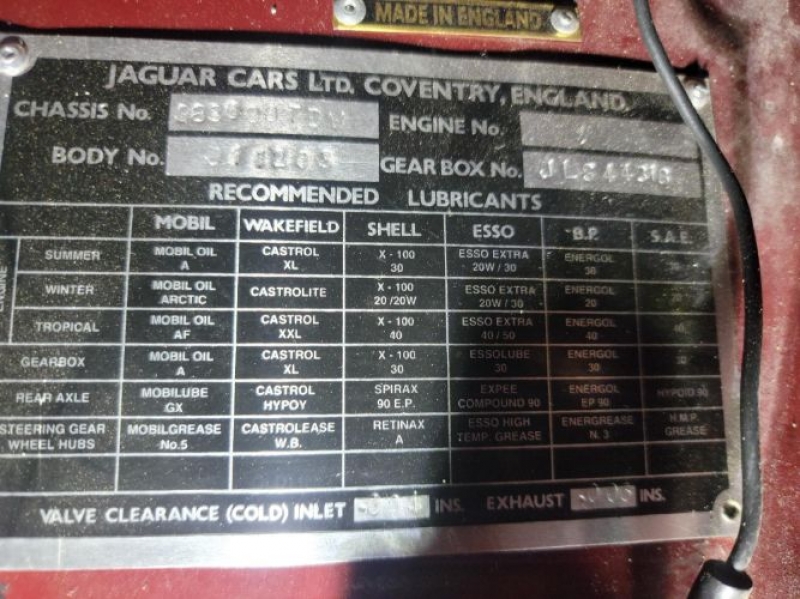 MADE IN ENGLAND
JAGUAR CARS LTD. COVENTRY, ENGLAND.
CHASSIS No. ENGINE No.
BODY No. GEAR BOX No.
RECOMMENDED LUBRICANTS
MOBIL WAKEFIELD SHELL ESSO B.P. S.A.E.
ENGINE
SUMMER MOBIL OIL A CASTROL XL X - 100 30 ESSO EXTRA 20W / 30 ENERGOL 30
WINTER MOBIL OIL ARCTIC CASTROLITE X - 100 20 /20W ESSO EXTRA 20W / 30 ENERGOL 20
TROPICAL MOBIL OIL AF CASTROL XXL X - 100 40 ESSO EXTRA 40 / 50 ENERGOL 40 40
GEARBOX MOBIL OIL A CASTROL XL X - 100 30 ESSOLUBE 30 ENERGOL 30 30
REAR AXLE MOBILUBE GX CASTROL HYPOY SPIRAX 90 E.P. EXPEE COMPOUND 90 ENERGOL EP 90 HYPOID 90
STEERING GEAR WHEEL HUBS MOBILGREASE No.5 CASTROLEASE W.B. RETINAX A ESSO HIGH TEMP. GREASE ENERGREASE N. 3 H.M.P. GREASE
VALVE CLEARANCE (COLD) INLET .004 INS. EXHAUST INS.